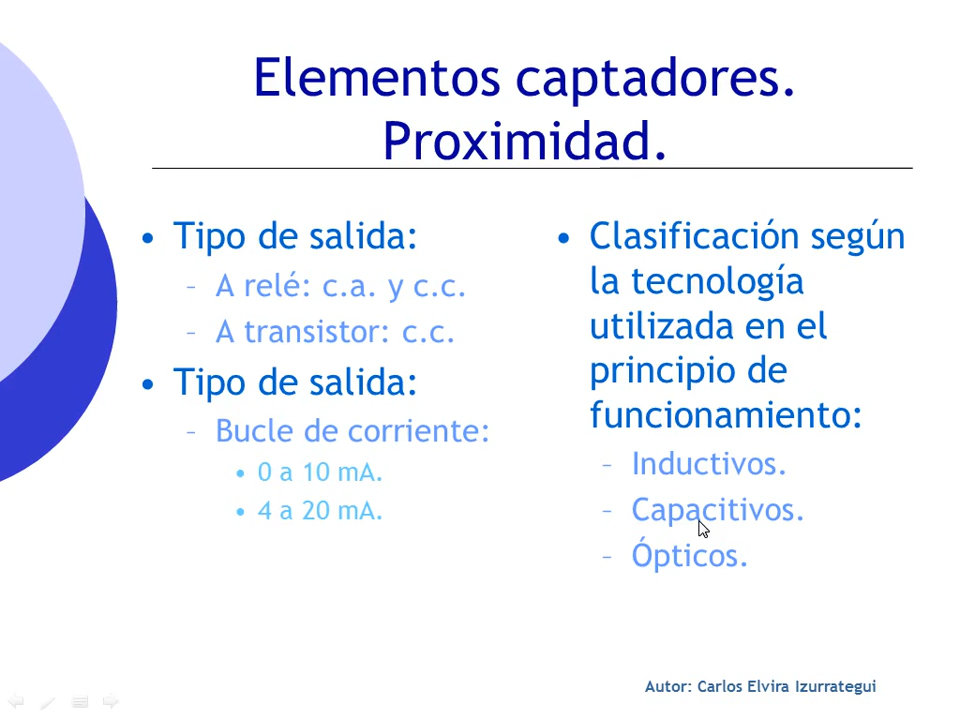 Elementos captadores.
Proximidad.
• Tipo de salida:
– A relé: c.a. y c.c.
– A transistor: c.c.
• Tipo de salida:
– Bucle de corriente:
• 0 a 10 mA.
• 4 a 20 mA.
• Clasificación según
la tecnología
utilizada en el
principio de
funcionamiento:
– Inductivos.
– Capacitivos.
– Ópticos.
Autor: Carlos Elvira Izurrategui